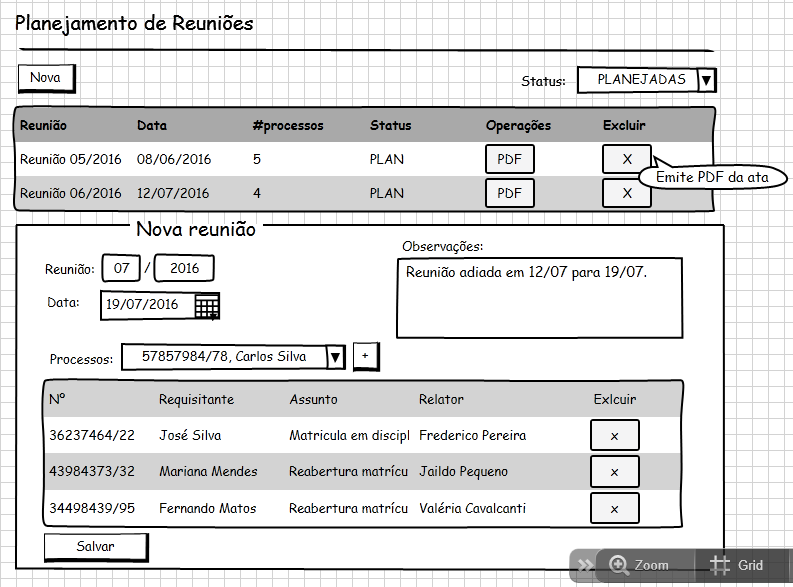 Planejamento de Reuniões
Nova
Status: PLANEJADAS
Reunião Data #processos Status Operações Excluir
Reunião 05/2016 08/06/2016 5 PLAN PDF X
Emite PDF da ata
Reunião 06/2016 12/07/2016 4 PLAN PDF X
Nova reunião
Observações:
Reunião: 07 / 2016
Reunião adiada em 12/07 para 19/07.
Data: 19/07/2016
Processos: 57857984/78, Carlos Silva +
Nº Requisitante Assunto Relator Exlcuir
36237464/22 José Silva Matricula em discipl Frederico Pereira x
43984373/32 Mariana Mendes Reabertura matrícu Jaildo Pequeno x
34498439/95 Fernando Matos Reabertura matrícu Valéria Cavalcanti x
Salvar
Zoom Grid